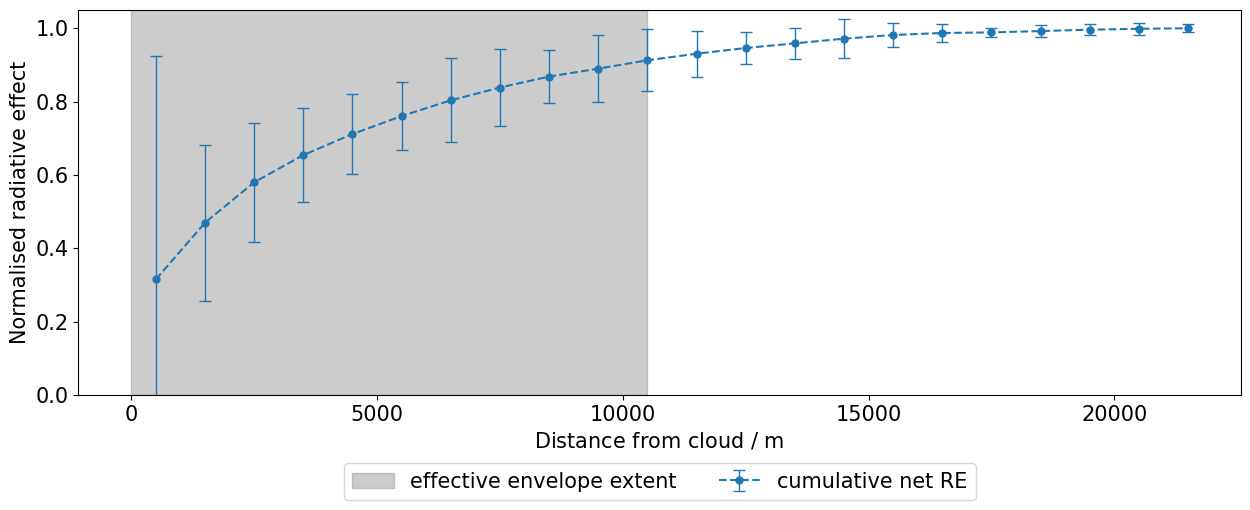 Normalised radiative effect
1.0
0.8
0.6
0.4
0.2
0.0
0 5000 10000 15000 20000
Distance from cloud / m
effective envelope extent cumulative net RE